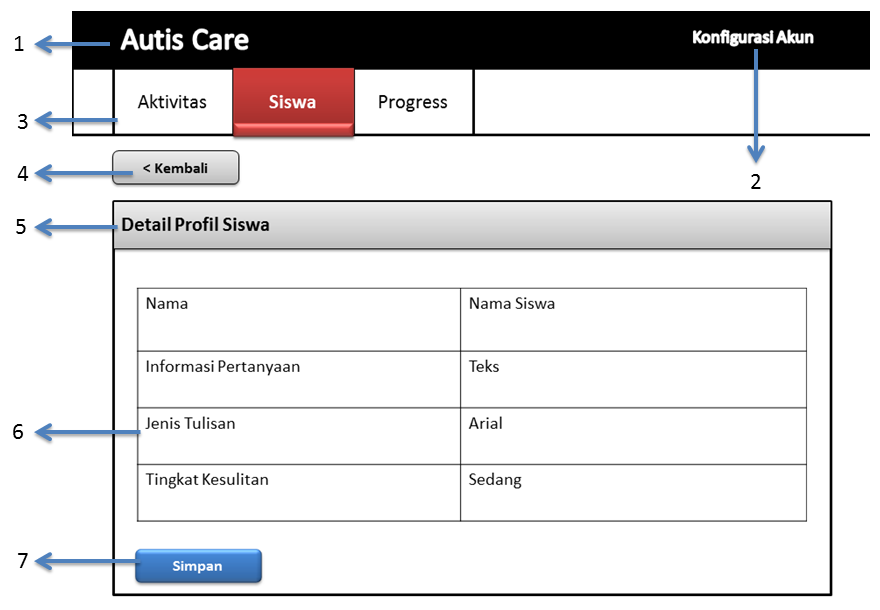 1
Autis Care
Konfigurasi Akun
Aktivitas
Siswa
Progress
3
4
< Kembali
2
5
Detail Profil Siswa
Nama
Nama Siswa
Informasi Pertanyaan
Teks
6
Jenis Tulisan
Arial
Tingkat Kesulitan
Sedang
7
Simpan